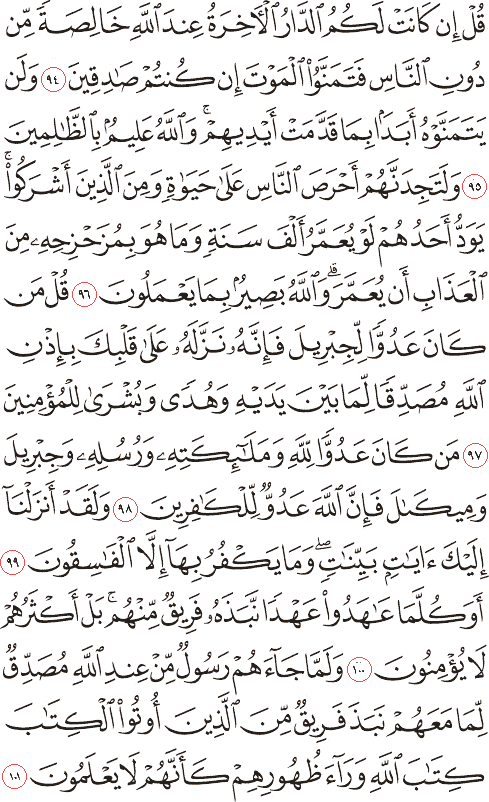 قُلْ إِن كَانَتْ لَكُمُ ٱلدَّارُ ٱلْـَٔاخِرَةُ عِندَ ٱللَّهِ خَالِصَةً مِّن
دُونِ ٱلنَّاسِ فَتَمَنَّوُا۟ ٱلْمَوْتَ إِن كُنتُمْ صَـٰدِقِينَ ٩٤ وَلَن
يَتَمَنَّوْهُ أَبَدًۢا بِمَا قَدَّمَتْ أَيْدِيهِمْ ۗ وَٱللَّهُ عَلِيمٌۢ بِٱلظَّـٰلِمِينَ
٩٥ وَلَتَجِدَنَّهُمْ أَحْرَصَ ٱلنَّاسِ عَلَىٰ حَيَوٰةٍ وَمِنَ ٱلَّذِينَ أَشْرَكُوا۟ ۚ
يَوَدُّ أَحَدُهُمْ لَوْ يُعَمَّرُ أَلْفَ سَنَةٍ وَمَا هُوَ بِمُزَحْزِحِهِۦ مِنَ
ٱلْعَذَابِ أَن يُعَمَّرَ ۗ وَٱللَّهُ بَصِيرٌۢ بِمَا يَعْمَلُونَ ٩٦ قُلْ مَن
كَانَ عَدُوًّا لِّجِبْرِيلَ فَإِنَّهُۥ نَزَّلَهُۥ عَلَىٰ قَلْبِكَ بِإِذْنِ
ٱللَّهِ مُصَدِّقًا لِّمَا بَيْنَ يَدَيْهِ وَهُدًى وَبُشْرَىٰ لِلْمُؤْمِنِينَ
٩٧ مَن كَانَ عَدُوًّا لِّلَّهِ وَمَلَـٰٓئِكَتِهِۦ وَرُسُلِهِۦ وَجِبْرِيلَ
وَمِيكَىٰلَ فَإِنَّ ٱللَّهَ عَدُوٌّ لِّلْكَـٰفِرِينَ ٩٨ وَلَقَدْ أَنزَلْنَآ
إِلَيْكَ ءَايَـٰتٍۭ بَيِّنَـٰتٍ ۖ وَمَا يَكْفُرُ بِهَآ إِلَّا ٱلْفَـٰسِقُونَ ٩٩
أَوَكُلَّمَا عَـٰهَدُوا۟ عَهْدًا نَّبَذَهُۥ فَرِيقٌ مِّنْهُم ۚ بَلْ أَكْثَرُهُمْ
لَا يُؤْمِنُونَ ١٠٠ وَلَمَّا جَآءَهُمْ رَسُولٌ مِّنْ عِندِ ٱللَّهِ مُصَدِّقٌ
لِّمَا مَعَهُمْ نَبَذَ فَرِيقٌ مِّنَ ٱلَّذِينَ أُوتُوا۟ ٱلْكِتَـٰبَ
كِتَـٰبَ ٱللَّهِ وَرَآءَ ظُهُورِهِمْ كَأَنَّهُمْ لَا يَعْلَمُونَ ١٠١